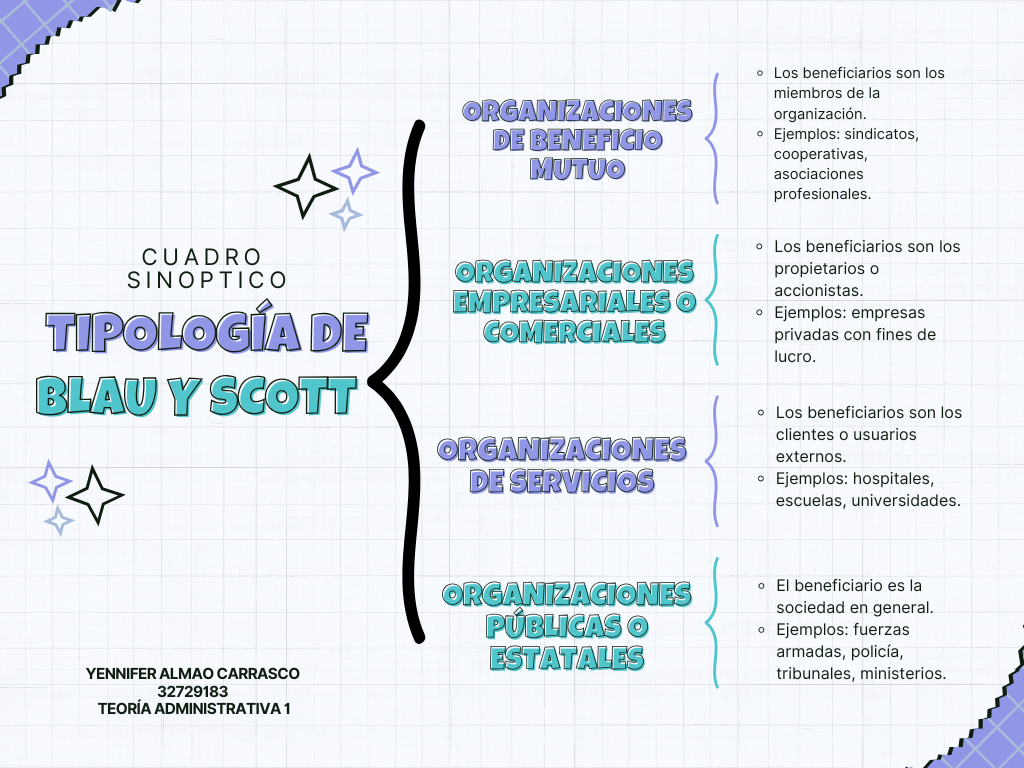 CUADRO
SINOPTICO
TIPOLOGÍA DE
BLAU Y SCOTT
YENNIFER ALMAO CARRASCO
32729183
TEORÍA ADMINISTRATIVA 1
ORGANIZACIONES
DE BENEFICIO
MUTUO
Los beneficiarios son los
miembros de la
organización.
Ejemplos: sindicatos,
cooperativas,
asociaciones
profesionales.
ORGANIZACIONES
EMPRESARIALES O
COMERCIALES
Los beneficiarios son los
propietarios o
accionistas.
Ejemplos: empresas
privadas con fines de
lucro.
ORGANIZACIONES
DE SERVICIOS
Los beneficiarios son los
clientes o usuarios
externos.
Ejemplos: hospitales,
escuelas, universidades.
ORGANIZACIONES
PÚBLICAS O
ESTATALES
El beneficiario es la
sociedad en general.
Ejemplos: fuerzas
armadas, policía,
tribunales, ministerios.